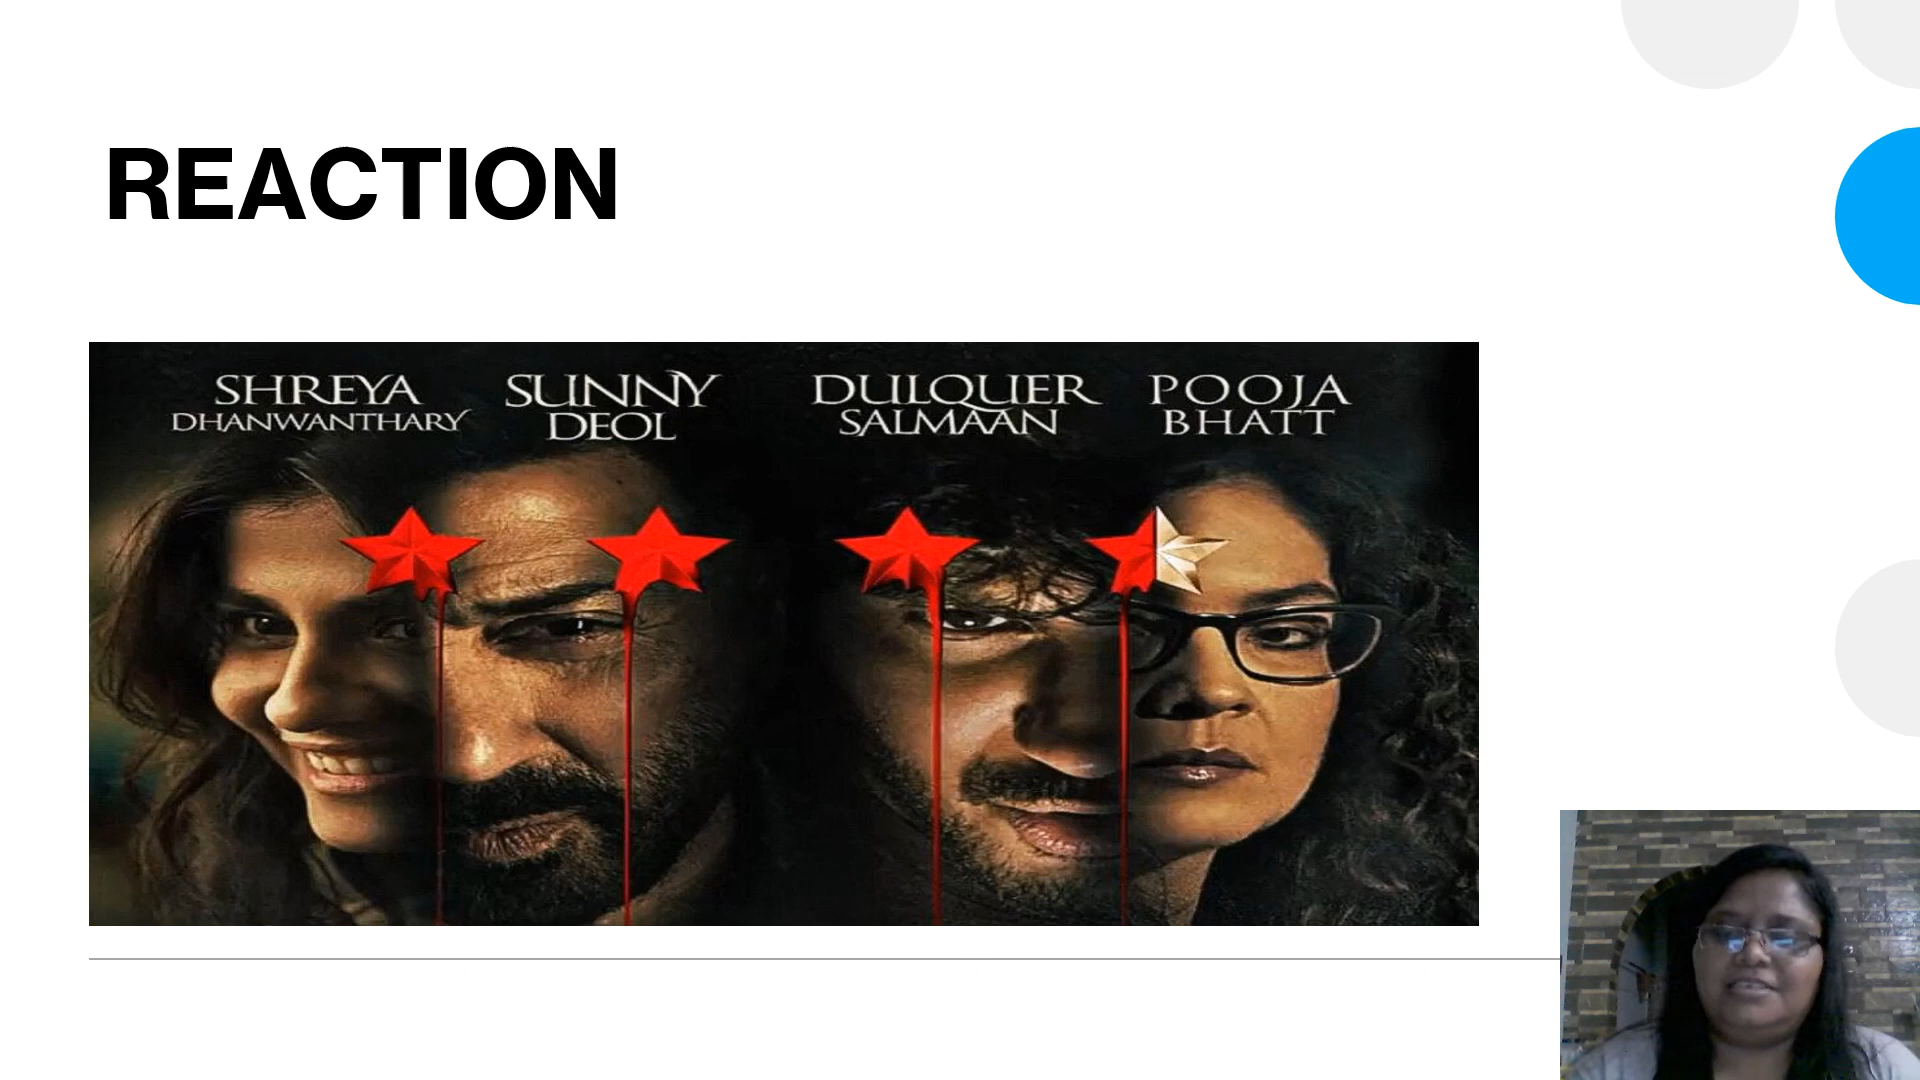 REACTION
SHREYA
DHANWANTHARY
SUNNY
DEOL
DULQUER
SALMAAN
POOJA
BHATT